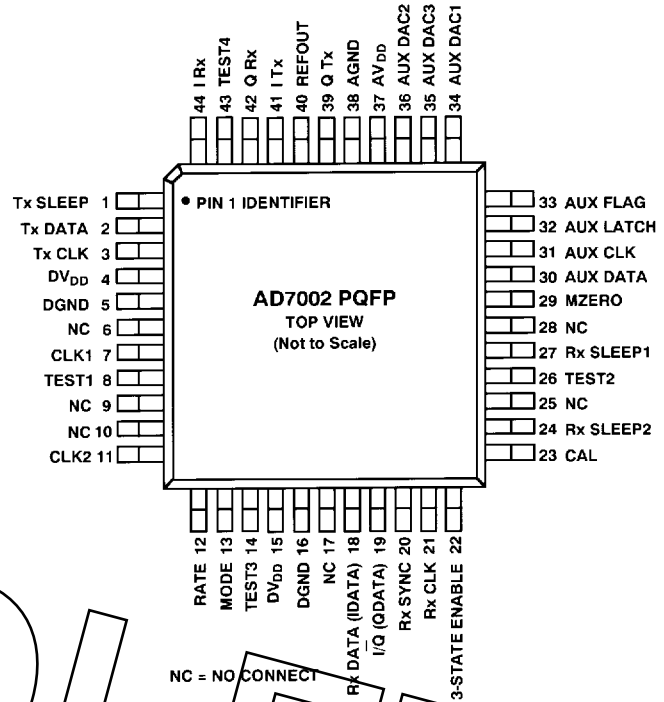 44 I Rx
43 TEST4
42 Q Rx
41 I Tx
40 REFOUT
39 Q Tx
38 AGND
37 AVDD
36 AUX DAC2
35 AUX DAC3
34 AUX DAC1
Tx SLEEP 1
Tx DATA 2
Tx CLK 3
DVDD 4
DGND 5
NC 6
CLK1 7
TEST1 8
NC 9
NC 10
CLK2 11
PIN 1 IDENTIFIER
AD7002 PQFP
TOP VIEW
(Not to Scale)
33 AUX FLAG
32 AUX LATCH
31 AUX CLK
30 AUX DATA
29 MZERO
28 NC
27 Rx SLEEP1
26 TEST2
25 NC
24 Rx SLEEP2
23 CAL
RATE 12
MODE 13
TEST3 14
DVDD 15
DGND 16
NC 17
Rx DATA (IDATA) 18
I/Q (QDATA) 19
Rx SYNC 20
Rx CLK 21
3-STATE ENABLE 22
NC = NO CONNECT